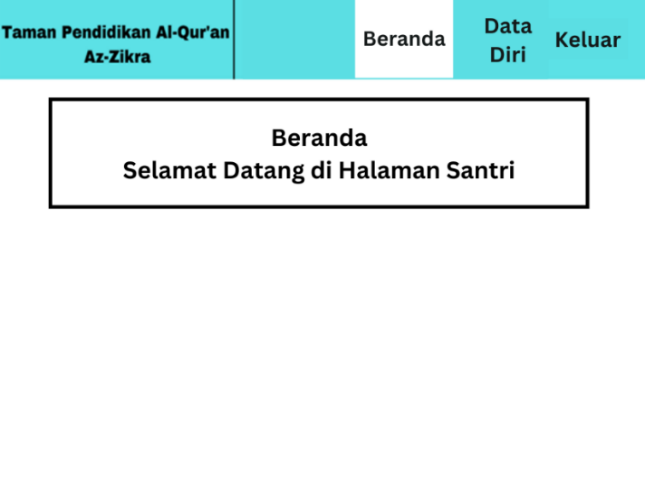 Taman Pendidikan Al-Qur'an
Az-Zikra
Beranda
Data
Diri
Keluar
Beranda
Selamat Datang di Halaman Santri